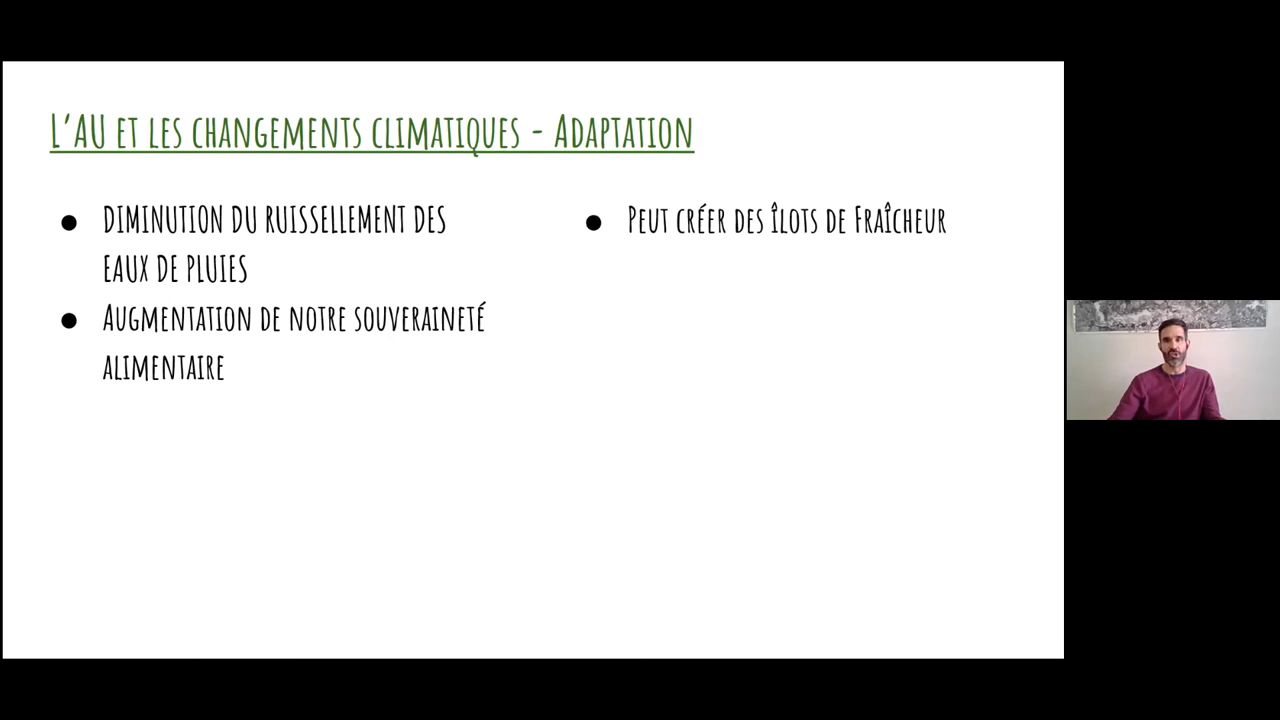 L'AU et les changements climatiques - Adaptation
● DIMINUTION DU RUISSELLEMENT DES
EAUX DE PLUIES
● Augmentation de notre souveraineté
alimentaire
● Peut créer des îlots de Fraîcheur